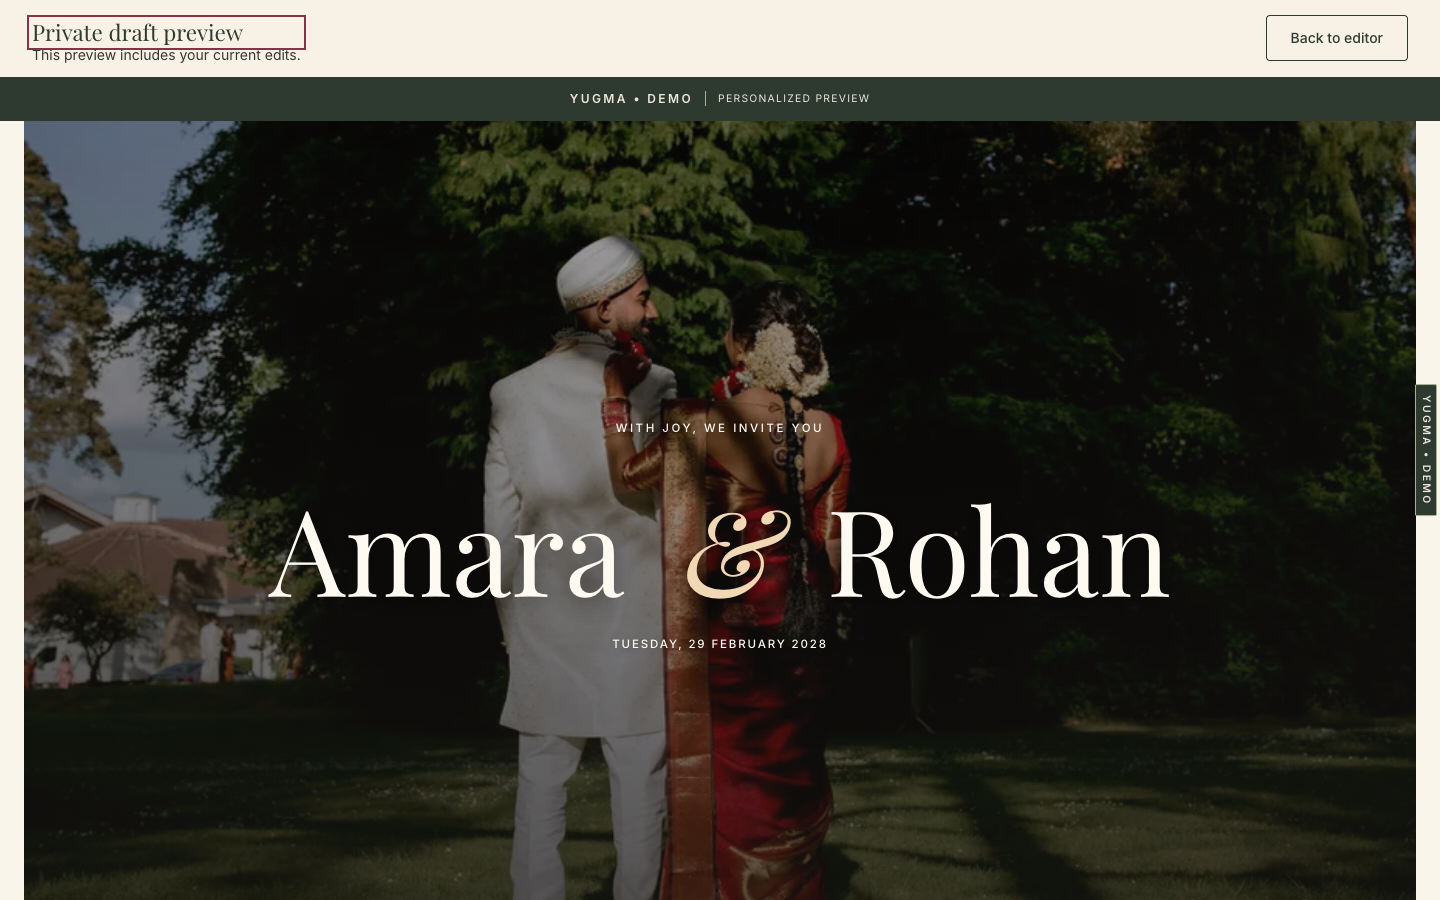 Private draft preview
This preview includes your current edits.
Back to editor
YUGMA • DEMO
PERSONALIZED PREVIEW
WITH JOY, WE INVITE YOU
Amara & Rohan
TUESDAY, 29 FEBRUARY 2028
YUGMA • DEMO